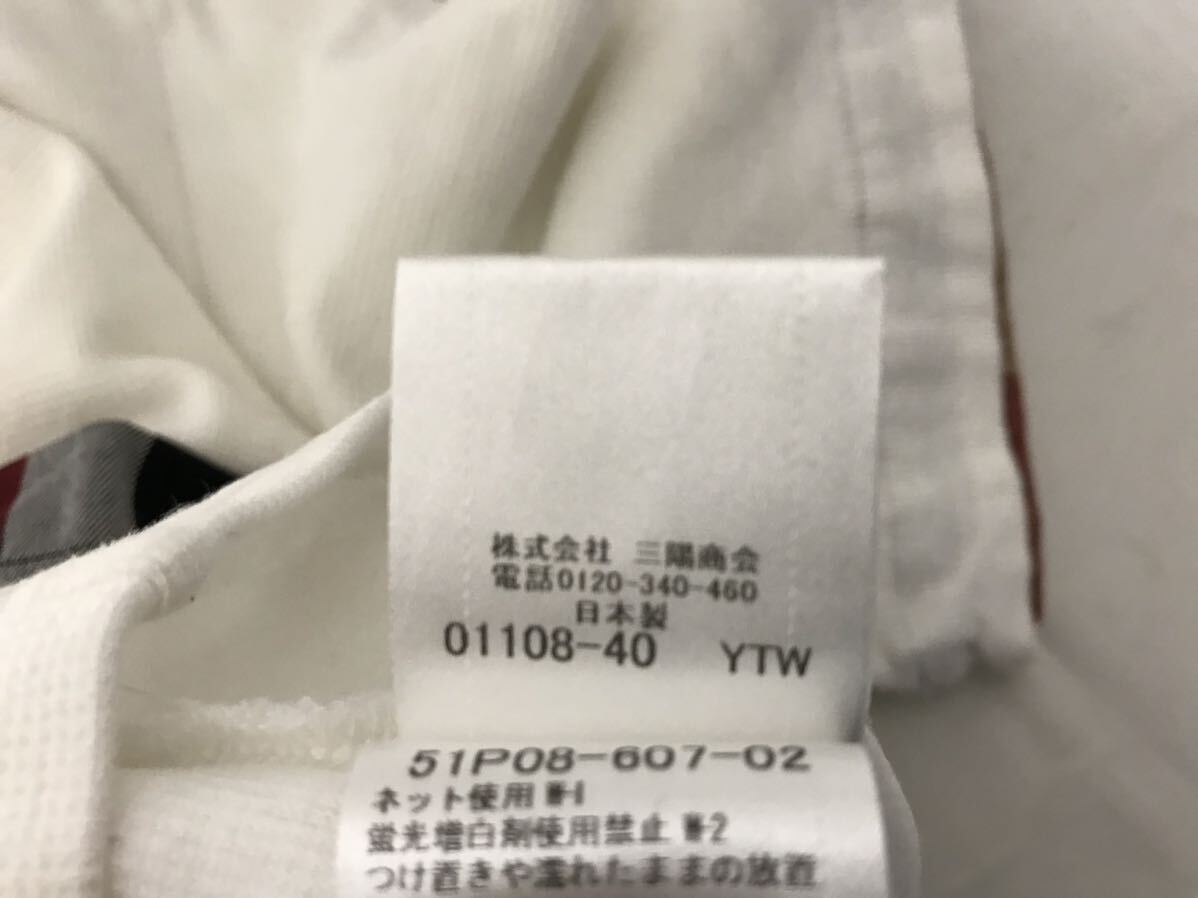 株式会社 三陽商会
電話0120-340-460
日本製
01108-40 YTW
51P08-607-02
ネット使用 W-1
蛍光増白剤使用禁止 W-2
つけ置きや濡れたままの放置